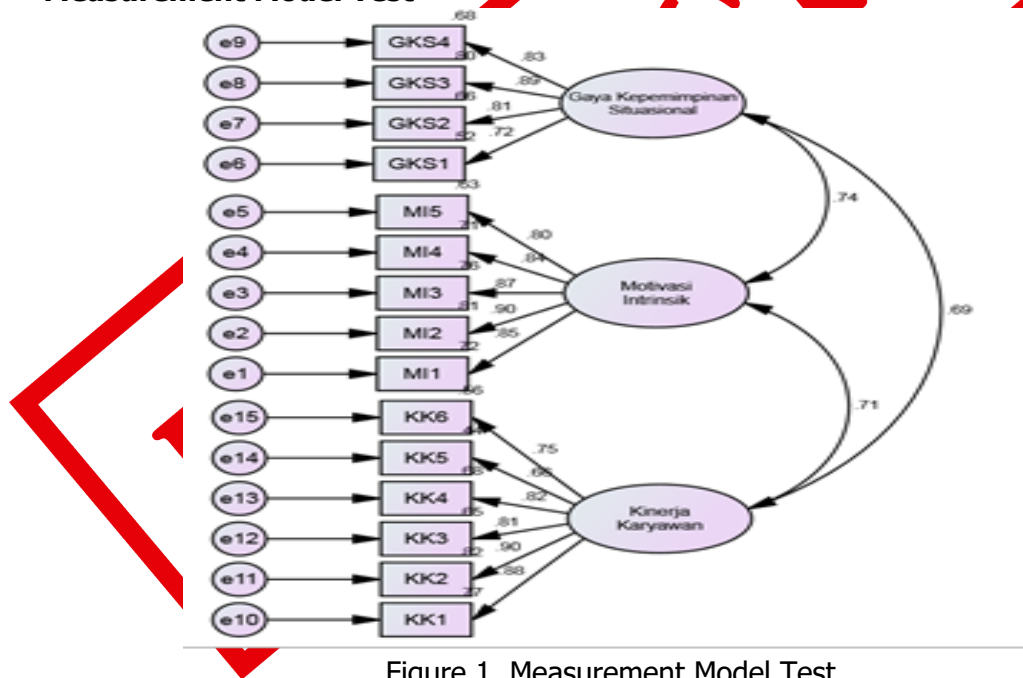 Measurement Model Test
.68
e9 GKS4 .83
.80
e8 GKS3 .89
Gaya Kepemimpinan
Situasional
.66
e7 GKS2 .81
.52
e6 GKS1 .72
.63
e5 MI5 .80
.74
.71
e4 MI4 .84
.76
e3 MI3 .87
Motivasi
Intrinsik
.69
.81
e2 MI2 .90
.72
e1 MI1 .85
e15 KK6 .75
.71
e14 KK5
e13 KK4 .82
Kinerja
Karyawan
.65
e12 KK3 .81
.82
e11 KK2 .90
.77
e10 KK1 .88
Figure 1. Measurement Model Test